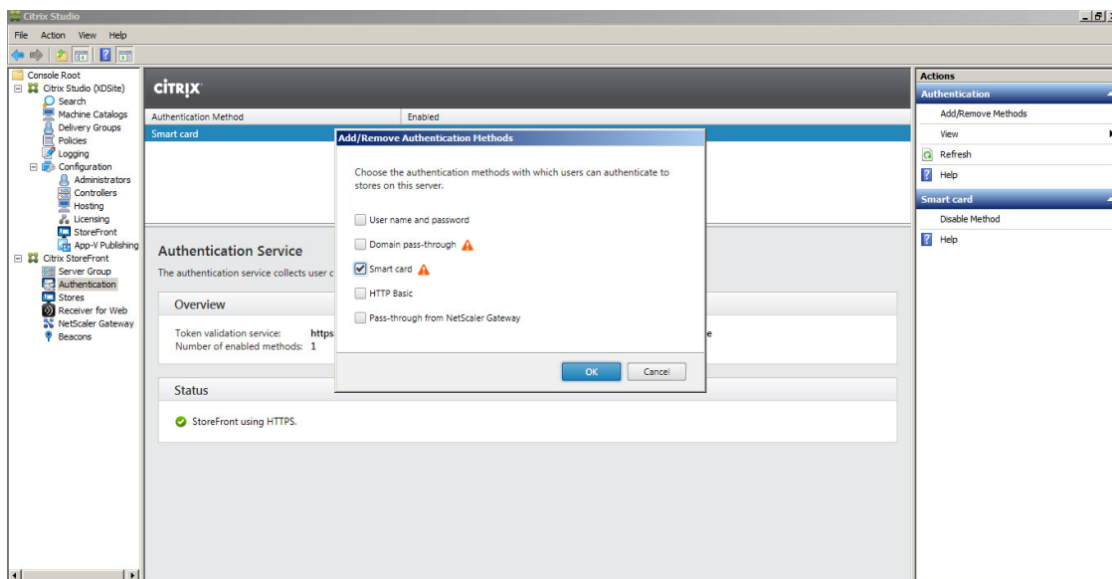 Citrix Studio
File Action View Help
Console Root
Citrix Studio (XDSite)
Search
Machine Catalogs
Delivery Groups
Policies
Logging
Configuration
Administrators
Controllers
Hosting
Licensing
StoreFront
App-V Publishing
Citrix StoreFront
Server Group
Authentication
Stores
Receiver for Web
NetScaler Gateway
Beacons
CİTRIX
Authentication Method Enabled
Smart card
Add/Remove Authentication Methods
Choose the authentication methods with which users can authenticate to
stores on this server.
User name and password
Domain pass-through
Smart card
HTTP Basic
Pass-through from NetScaler Gateway
OK Cancel
Authentication Service
The authentication service collects user c
Overview
Token validation service: https: e
Number of enabled methods: 1
Status
StoreFront using HTTPS.
Actions
Authentication
Add/Remove Methods
View
Refresh
Help
Smart card
Disable Method
Help